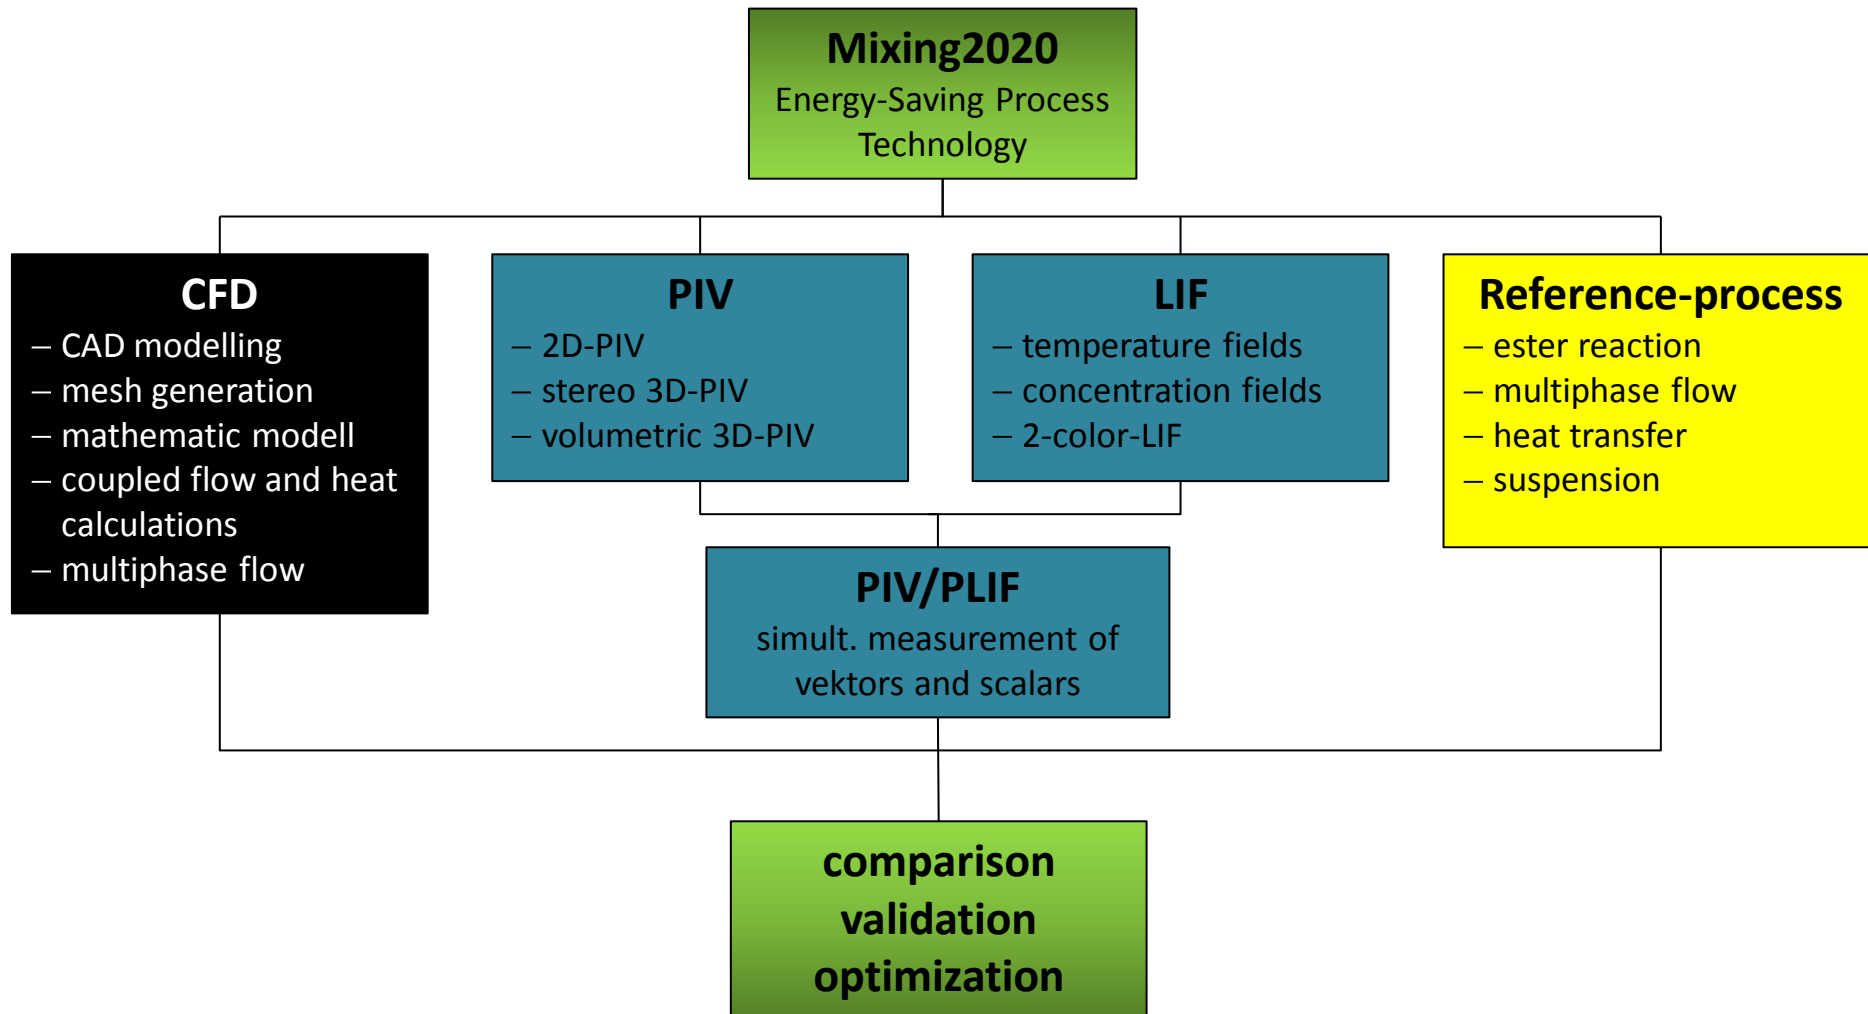 Mixing2020
Energy-Saving Process
Technology
CFD
– CAD modelling
– mesh generation
– mathematic modell
– coupled flow and heat
calculations
– multiphase flow
PIV
– 2D-PIV
– stereo 3D-PIV
– volumetric 3D-PIV
LIF
– temperature fields
– concentration fields
– 2-color-LIF
Reference-process
– ester reaction
– multiphase flow
– heat transfer
– suspension
PIV/PLIF
simult. measurement of
vektors and scalars
comparison
validation
optimization